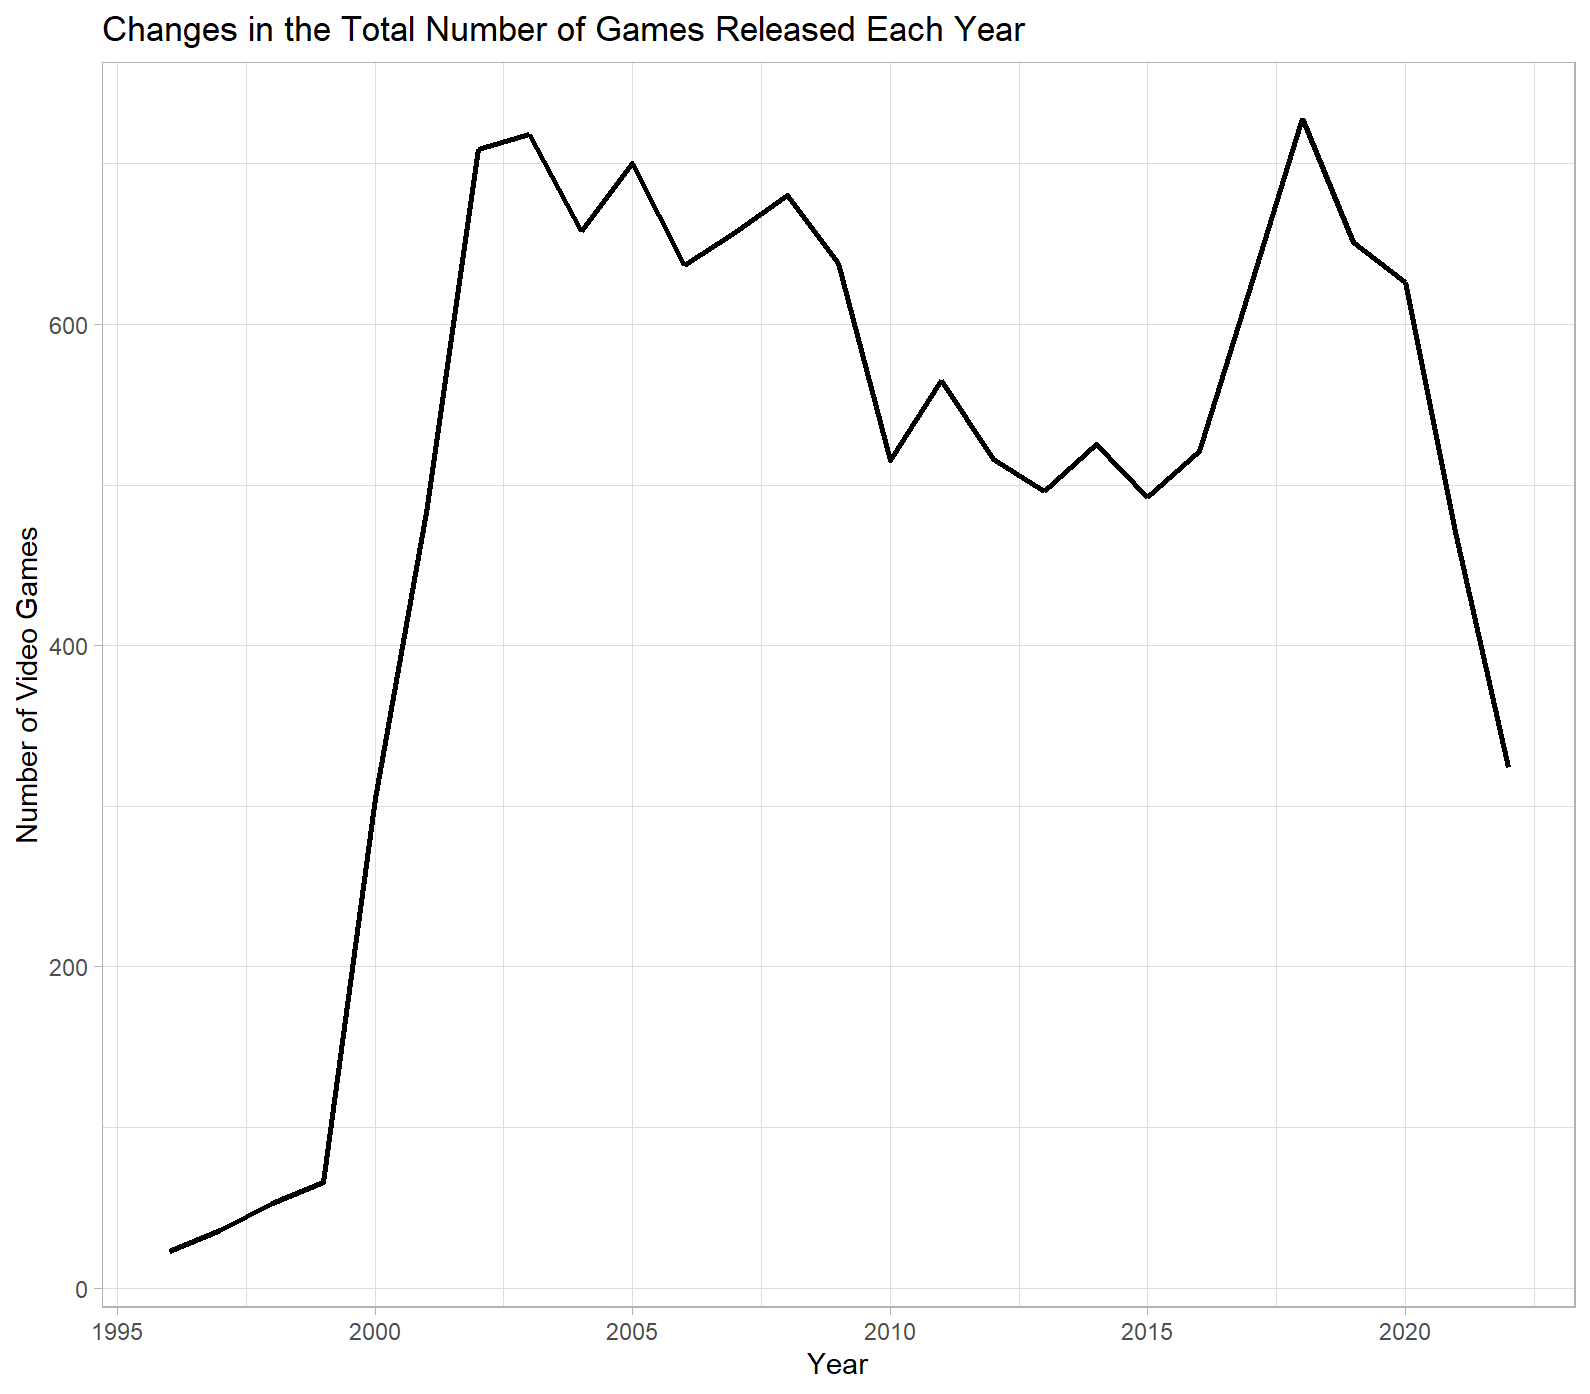 Changes in the Total Number of Games Released Each Year
Number of Video Games
600
400
200
0
1995 2000 2005 2010 2015 2020
Year